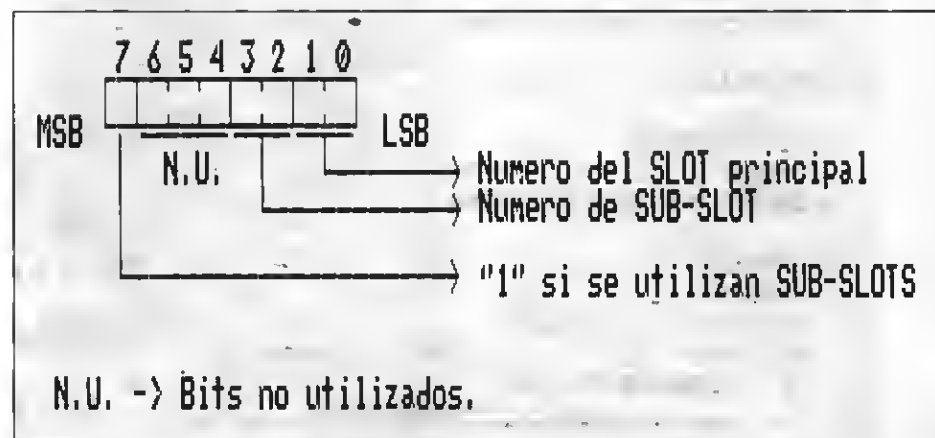 7 6 5 4 3 2 1 0
MSB LSB
N.U.
Numero del SLOT principal
Numero de SUB-SLOT
"1" si se utilizan SUB-SLOTS
N.U. -> Bits no utilizados.